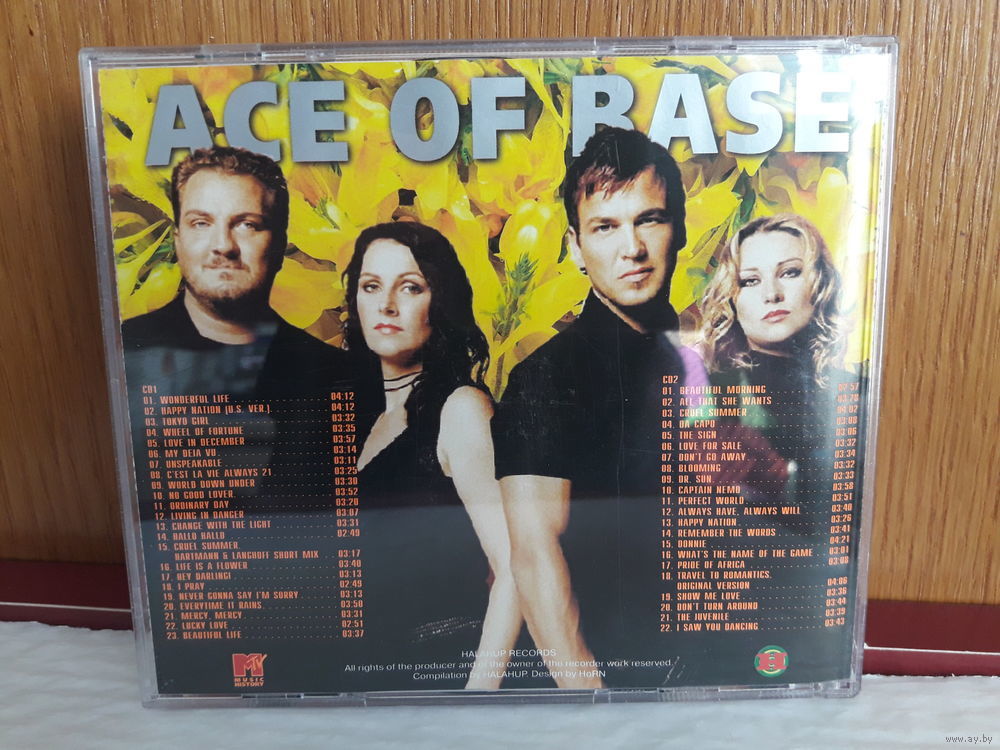 ACE OF BASE
CD1
01. WONDERFUL LIFE 04:12
02. HAPPY NATION (U.S. VER.) 04:12
03. TOKYO GIRL 03:32
04. WHEEL OF FORTUNE 03:35
05. LOVE IN DECEMBER 03:57
06. MY DEJA VU 03:14
07. UNSPEAKABLE 03:11
08. C'EST LA VIE ALWAYS 21 03:25
09. WORLD DOWN UNDER 03:30
10. NO GOOD LOVER 03:52
11. ORDINARY DAY 03:28
12. LIVING IN DANGER 03:07
13. CHANGE WITH THE LIGHT 03:31
14. HALLO HALLO 02:49
15. CRUEL SUMMER.
HARTMANN & LANGHOFF SHORT MIX 03:17
16. LIFE IS A FLOWER 03:40
17. HEY DARLING! 03:13
18. I PRAY 02:49
19. NEVER GONNA SAY I'M SORRY 03:13
20. EVERYTIME IT RAINS 03:50
21. MERCY, MERCY 03:31
22. LUCKY LOVE 02:51
23. BEAUTIFUL LIFE 03:37
CD2
01. BEAUTIFUL MORNING 02:57
02. ALL THAT SHE WANTS 03:28
03. CRUEL SUMMER 04:02
04. DA CAPO 03:08
05. THE SIGN 03:06
06. LOVE FOR SALE 03:32
07. DON'T GO AWAY 03:34
08. BLOOMING 03:32
09. DR. SUN 03:33
10. CAPTAIN NEMO 03:58
11. PERFECT WORLD 03:51
12. ALWAYS HAVE, ALWAYS WILL 03:40
13. HAPPY NATION 03:26
14. REMEMBER THE WORDS 03:41
15. DONNIE 04:21
16. WHAT'S THE NAME OF THE GAME 03:01
17. PRIDE OF AFRICA 03:08
18. TRAVEL TO ROMANTICS.
ORIGINAL VERSION 04:06
19. SHOW ME LOVE 03:36
20. DON'T TURN AROUND 03:44
21. THE JUVENILE 03:39
22. I SAW YOU DANCING 03:43
MTV
MUSIC
HISTORY
HALAHUP RECORDS
All rights of the producer and of the owner of the recorder work reserved.
Compilation by HALAHUP. Design by HoRN
H
www.ay.by